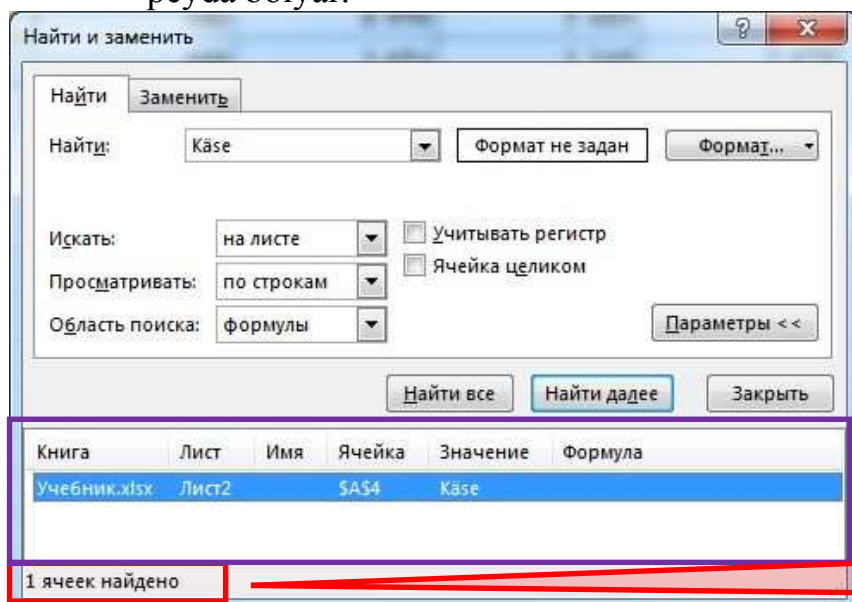 peýda bolýar.
Найти и заменить
Найти Заменить
Найти: Käse Формат не задан Формат...
Искать: на листе Учитывать регистр
Ячейка целиком
Просматривать: по строкам
Область поиска: формулы Параметры <<
Найти все Найти далее Закрыть
Книга Лист Имя Ячейка Значение Формула
Учебник.xlsx Лист2 $A$4 Käse
1 ячеек найдено